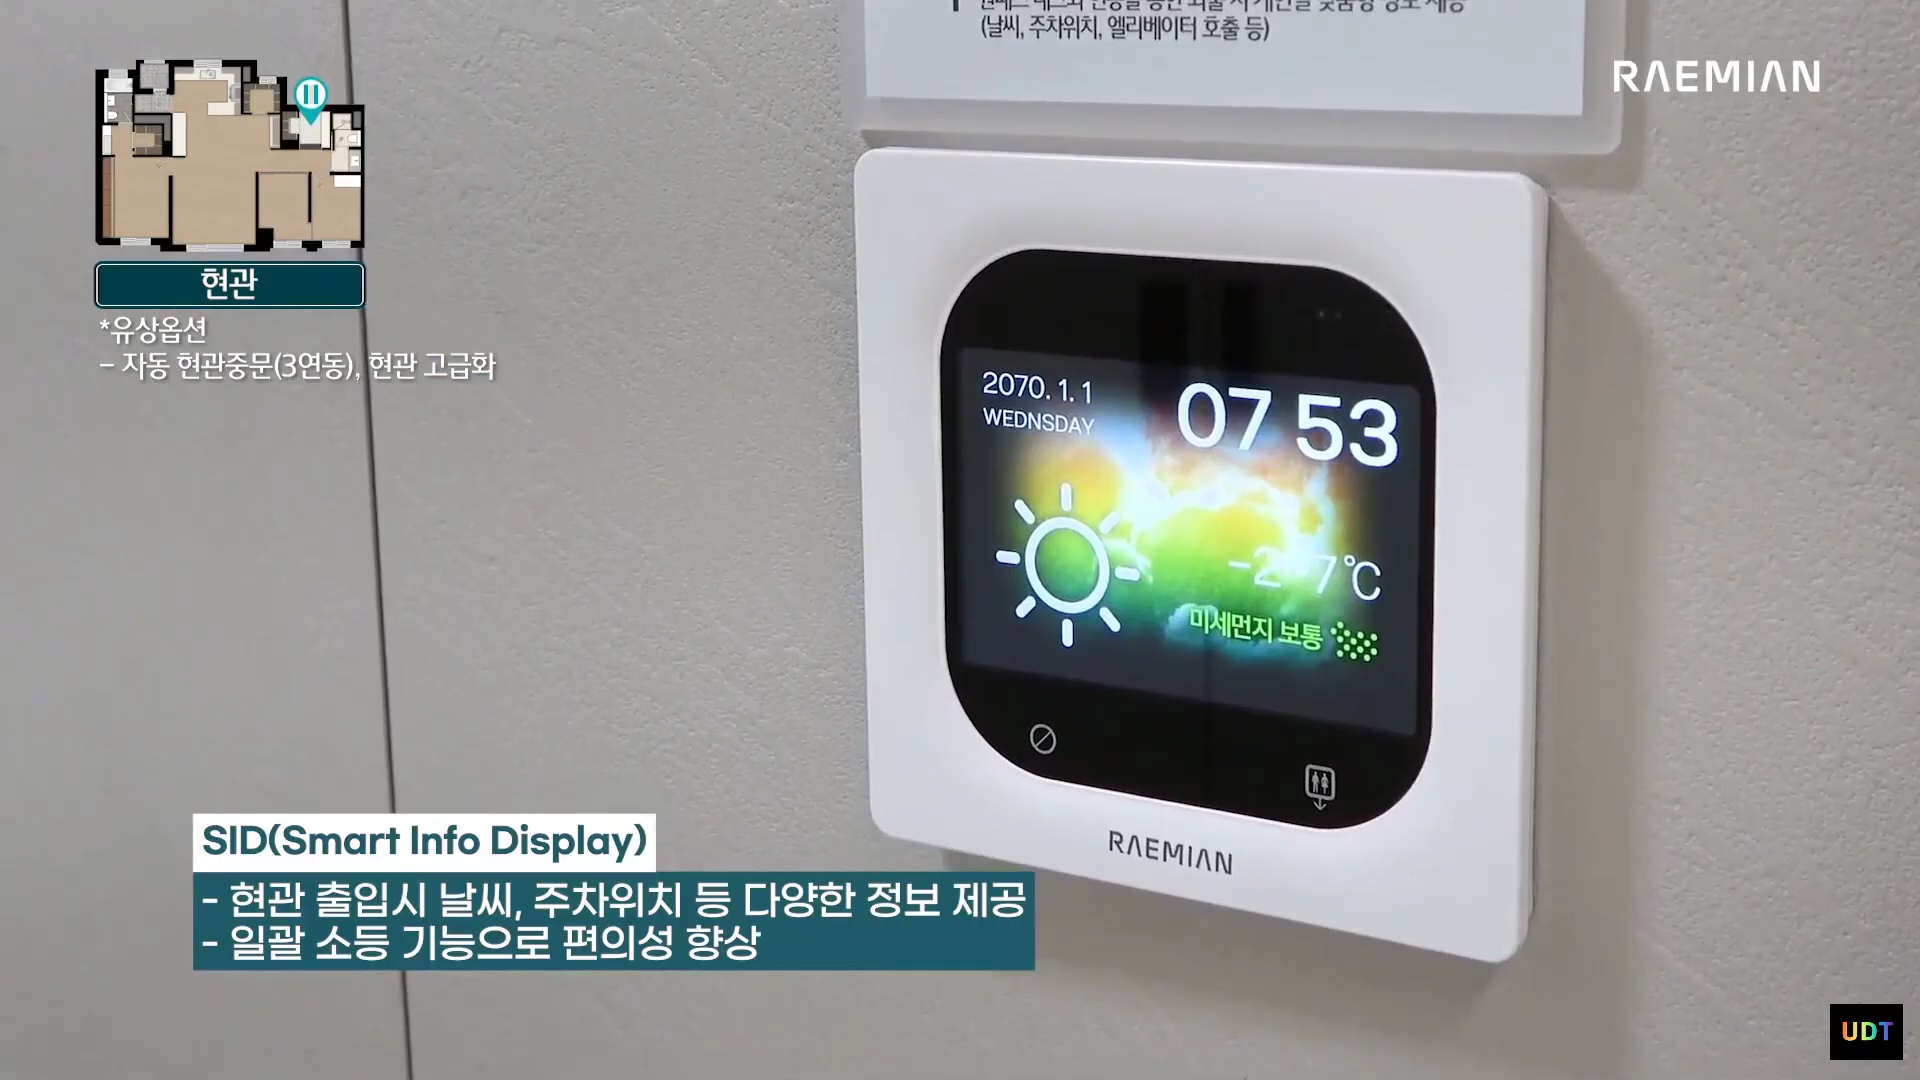 (날씨, 주차위치, 엘리베이터 호출 등)
RAEMIAN
현관
*유상옵션
- 자동 현관중문(3연동), 현관 고급화
2070. 1. 1
WEDNSDAY
07 53
℃
미세먼지 보통
RAEMIAN
SID(Smart Info Display)
- 현관 출입시 날씨, 주차위치 등 다양한 정보 제공
- 일괄 소등 기능으로 편의성 향상
UDT